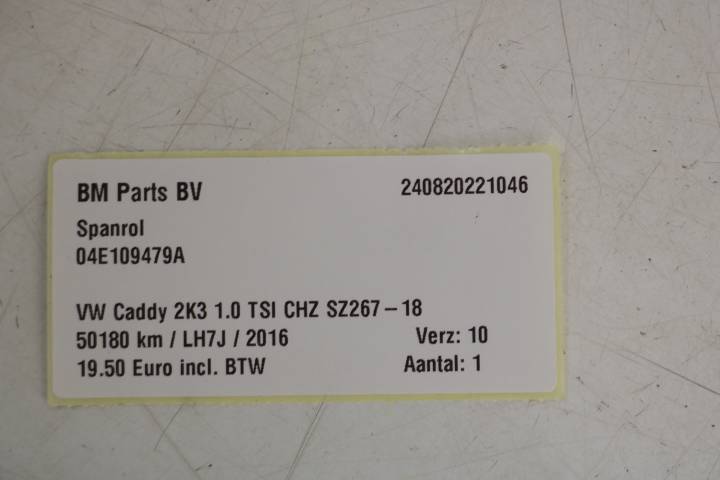 BM Parts BV 240820221046
Spanrol
04E109479A
VW Caddy 2K3 1.0 TSI CHZ SZ267-18
50180 km / LH7J / 2016 Verz: 10
19.50 Euro incl. BTW Aantal: 1